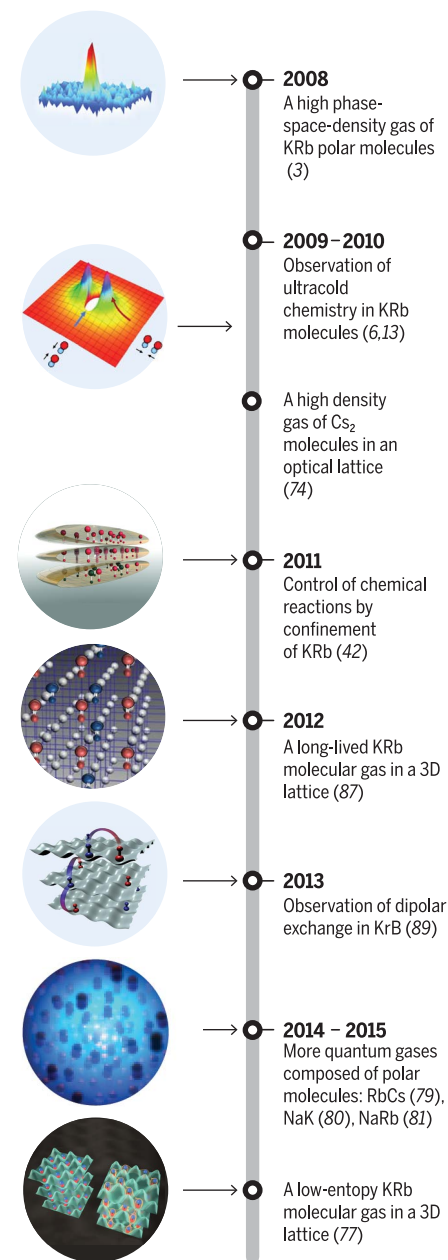 2008
A high phase-
space-density gas of
KRb polar molecules
(3)
2009 – 2010
Observation of
ultracold
chemistry in KRb
molecules (6,13)
A high density
gas of Cs₂
molecules in an
optical lattice
(74)
2011
Control of chemical
reactions by
confinement
of KRb (42)
2012
A long-lived KRb
molecular gas in a 3D
lattice (87)
2013
Observation of dipolar
exchange in KrB (89)
2014 – 2015
More quantum gases
composed of polar
molecules: RbCs (79),
NaK (80), NaRb (81)
A low-entropy KRb
molecular gas in a 3D
lattice (77)